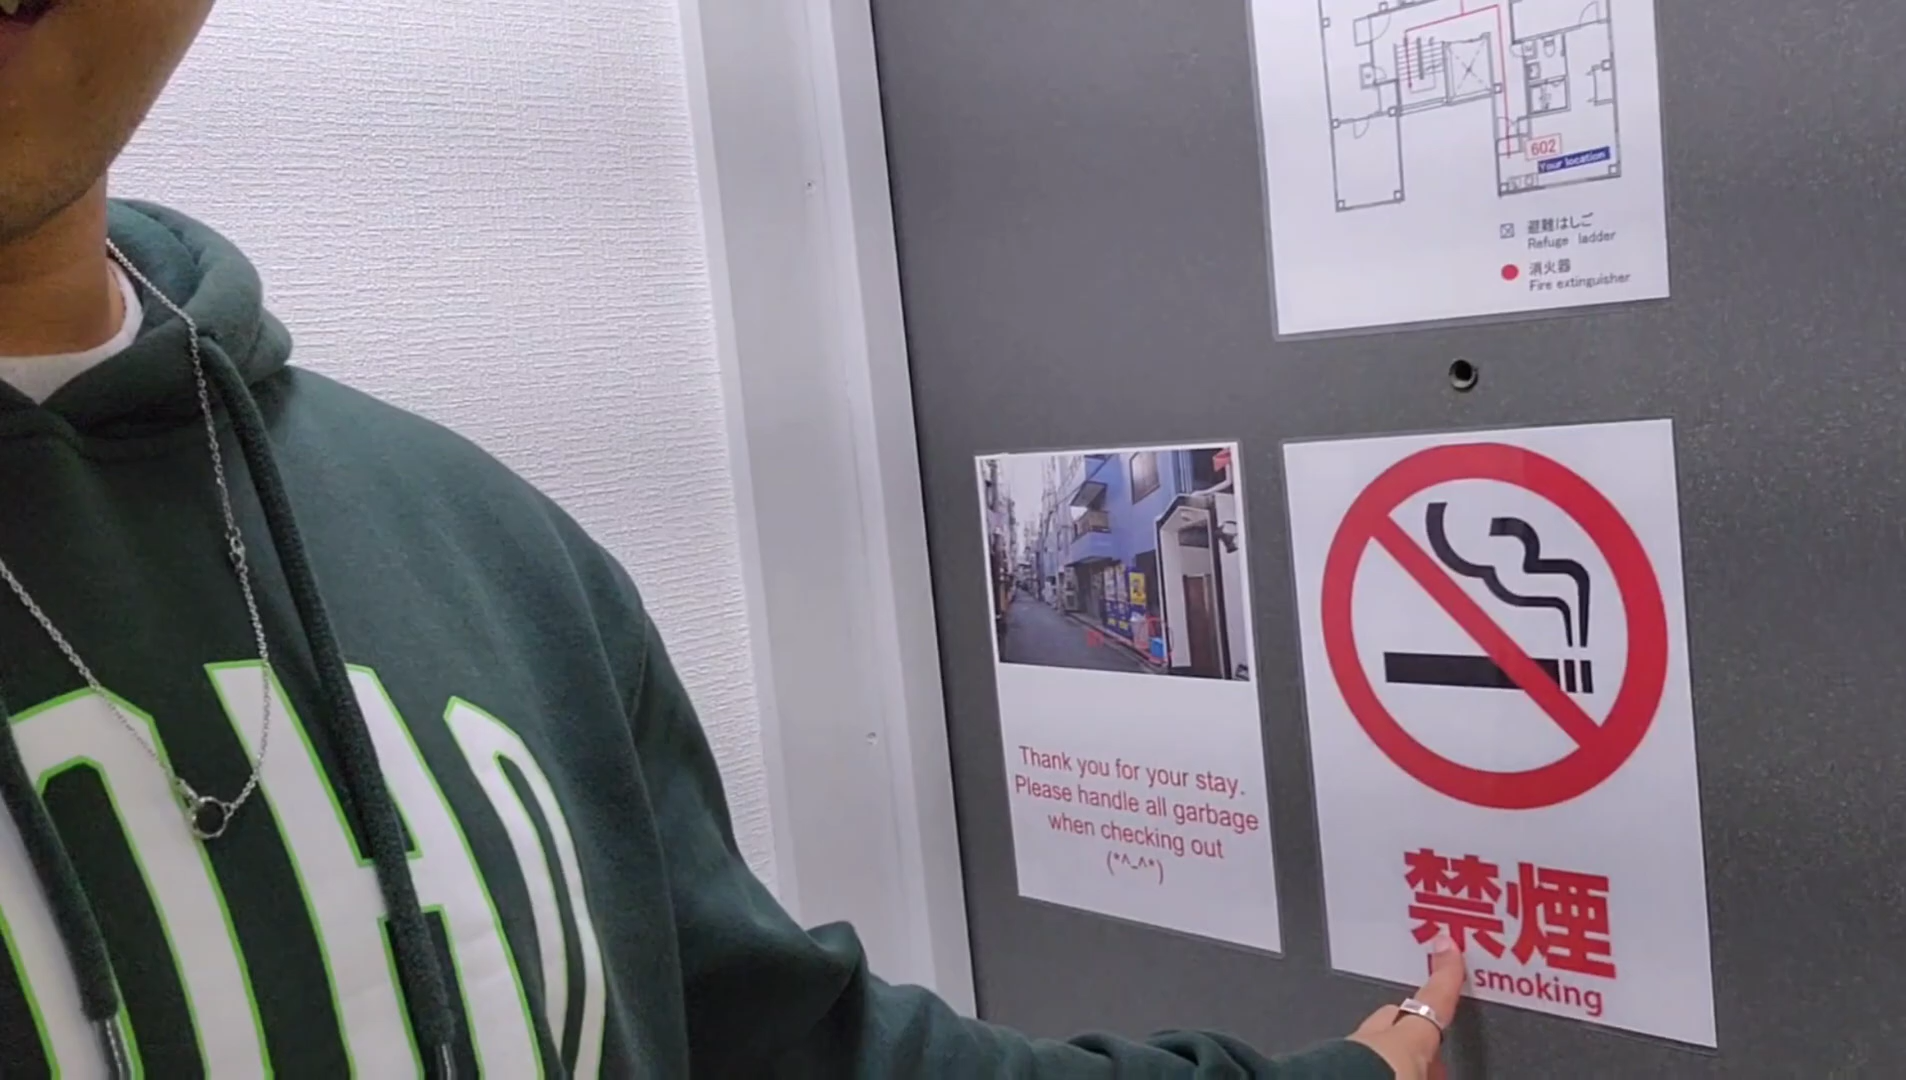 602
Your location
避難はしご
Refuge ladder
消火器
Fire extinguisher
Thank you for your stay.
Please handle all garbage
when checking out
(*^-^*)
禁煙
smoking